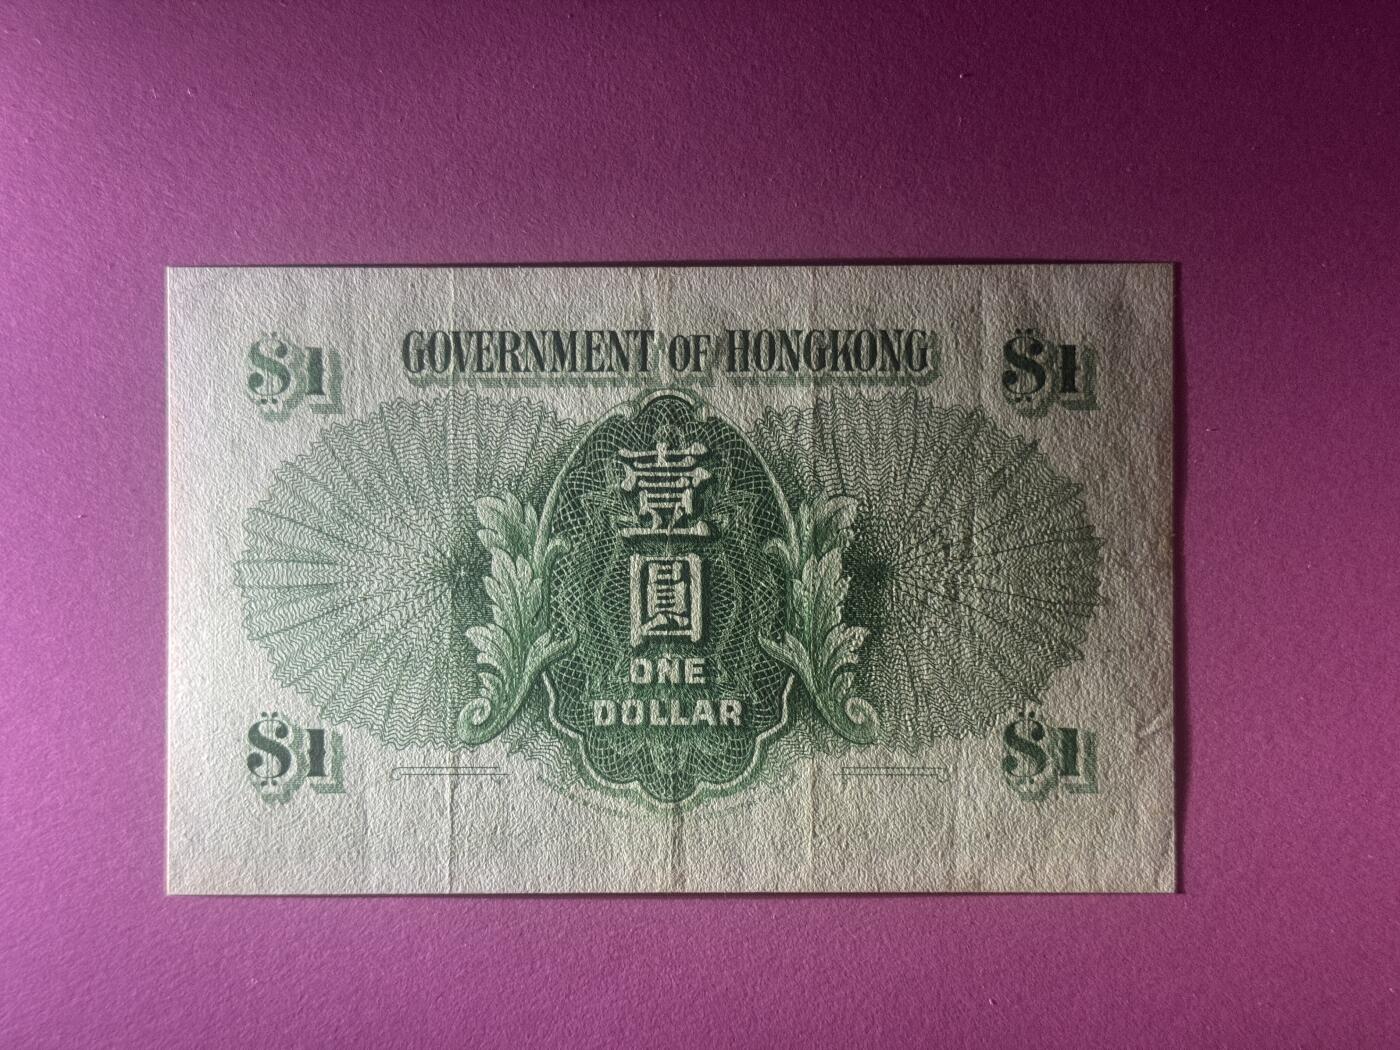 $1 GOVERNMENT OF HONGKONG $1
壹
圓
ONE
DOLLAR
$1 $1